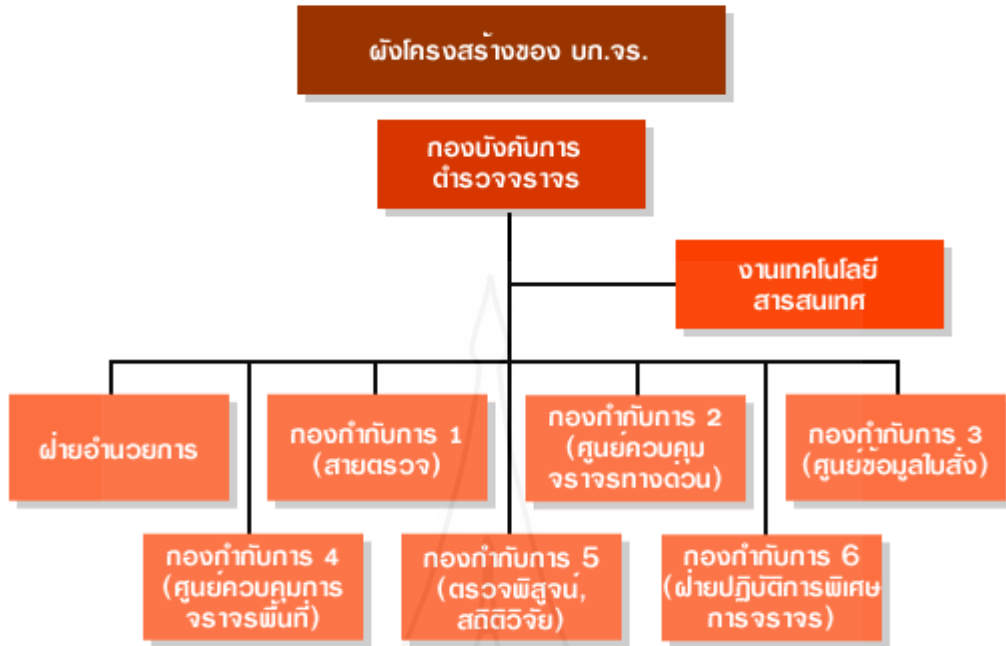 ผังโครงสร้างของ บก.จร.
กองบังคับการ
ตำรวจจราจร
งานเทคโนโลยี
สารสนเทศ
ฝ่ายอำนวยการ
กองกำกับการ 1
(สายตรวจ)
กองกำกับการ 2
(ศูนย์ควบคุม
จราจรทางด่วน)
กองกำกับการ 3
(ศูนย์ข้อมูลใบสั่ง)
กองกำกับการ 4
(ศูนย์ควบคุมการ
จราจรพื้นที่)
กองกำกับการ 5
(ตรวจพิสูจน์,
สถิติวิจัย)
กองกำกับการ 6
(ฝ่ายปฏิบัติการพิเศษ
การจราจร)